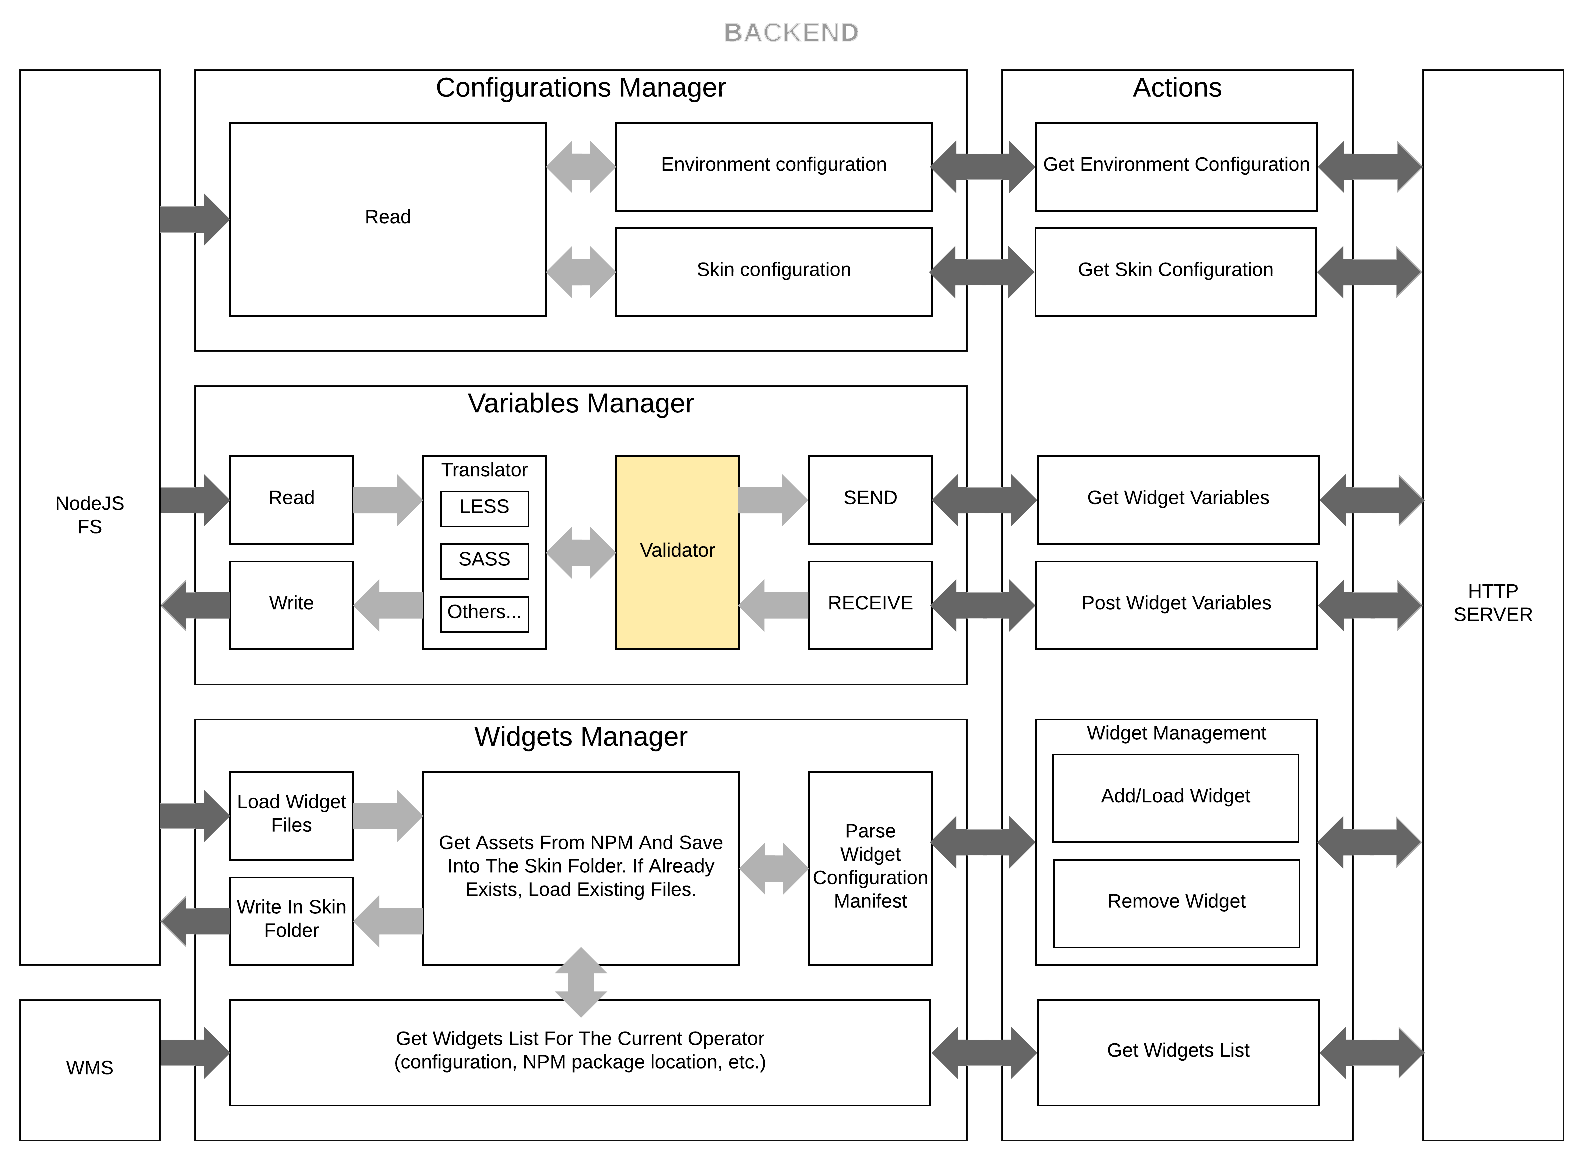 BACKEND
NodeJS
FS
WMS
Configurations Manager
Read
Environment configuration
Skin configuration
Variables Manager
Read
Write
Translator
LESS
SASS
Others...
Validator
SEND
RECEIVE
Widgets Manager
Load Widget
Files
Write In Skin
Folder
Get Assets From NPM And Save
Into The Skin Folder. If Already
Exists, Load Existing Files.
Parse
Widget
Configuration
Manifest
Get Widgets List For The Current Operator
(configuration, NPM package location, etc.)
Actions
Get Environment Configuration
Get Skin Configuration
Get Widget Variables
Post Widget Variables
Widget Management
Add/Load Widget
Remove Widget
Get Widgets List
HTTP
SERVER